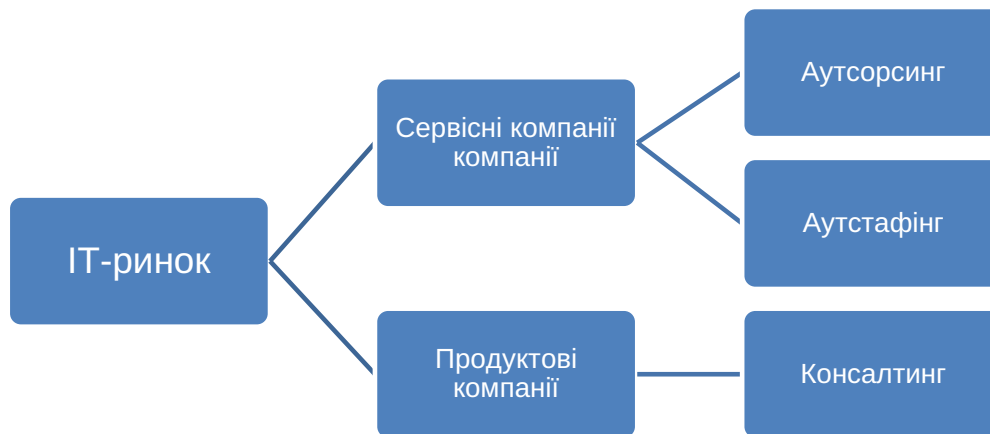 ІТ-ринок
Сервісні компанії
компанії
Продуктові
компанії
Аутсорсинг
Аутстафінг
Консалтинг